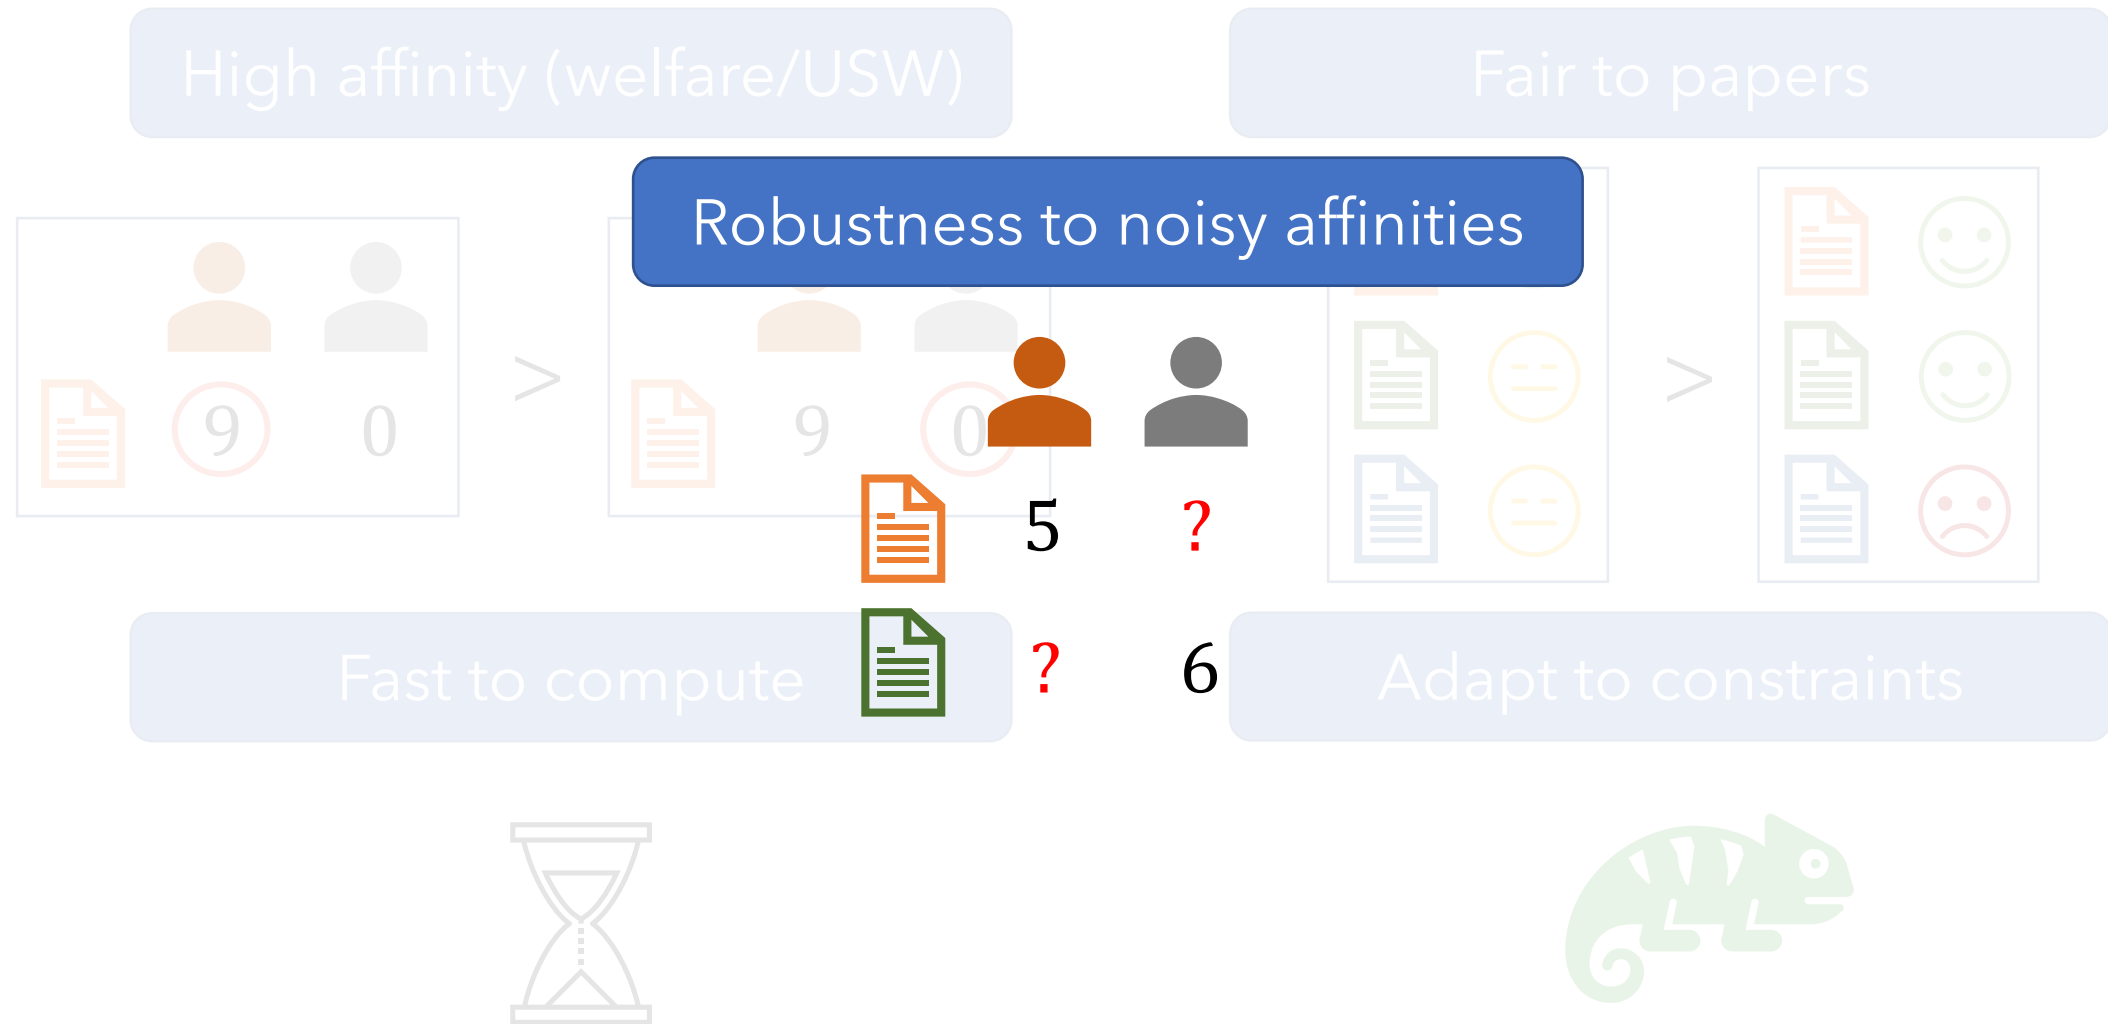 High affinity (welfare/USW)
Fair to papers
Robustness to noisy affinities
9 0 > 9 0 >
5 ?
? 6
Fast to compute
Adapt to constraints